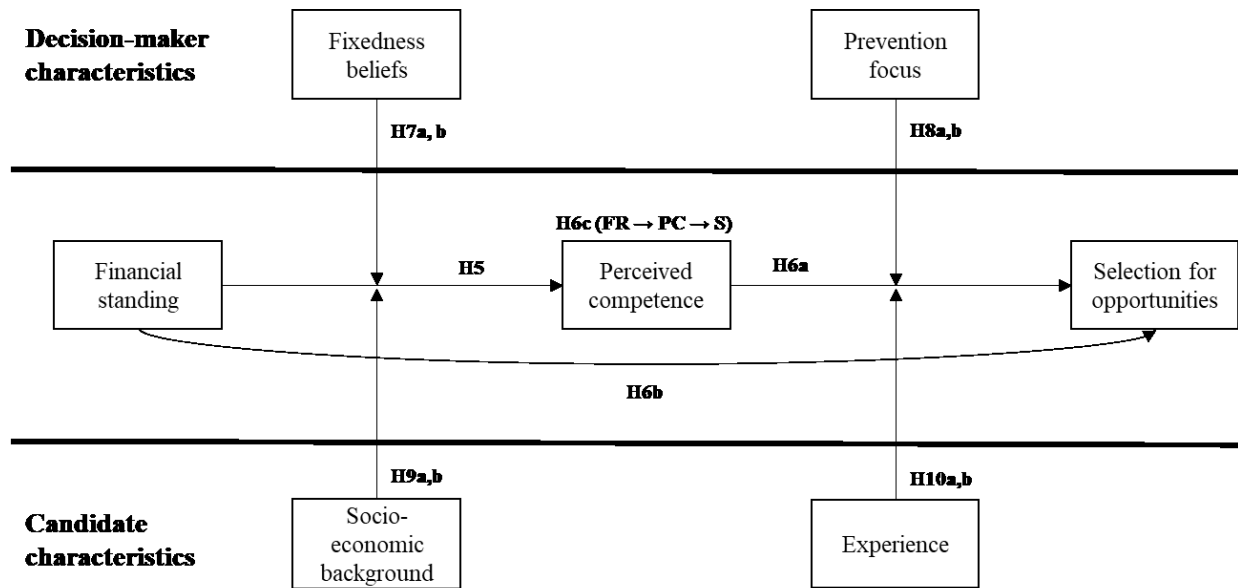 Decision-maker
characteristics
Fixedness
beliefs
Prevention
focus
H7a, b
H8a,b
H6c (FR → PC → S)
Financial
standing
H5
Perceived
competence
H6a
Selection for
opportunities
H6b
H9a,b
H10a,b
Candidate
characteristics
Socio-
economic
background
Experience